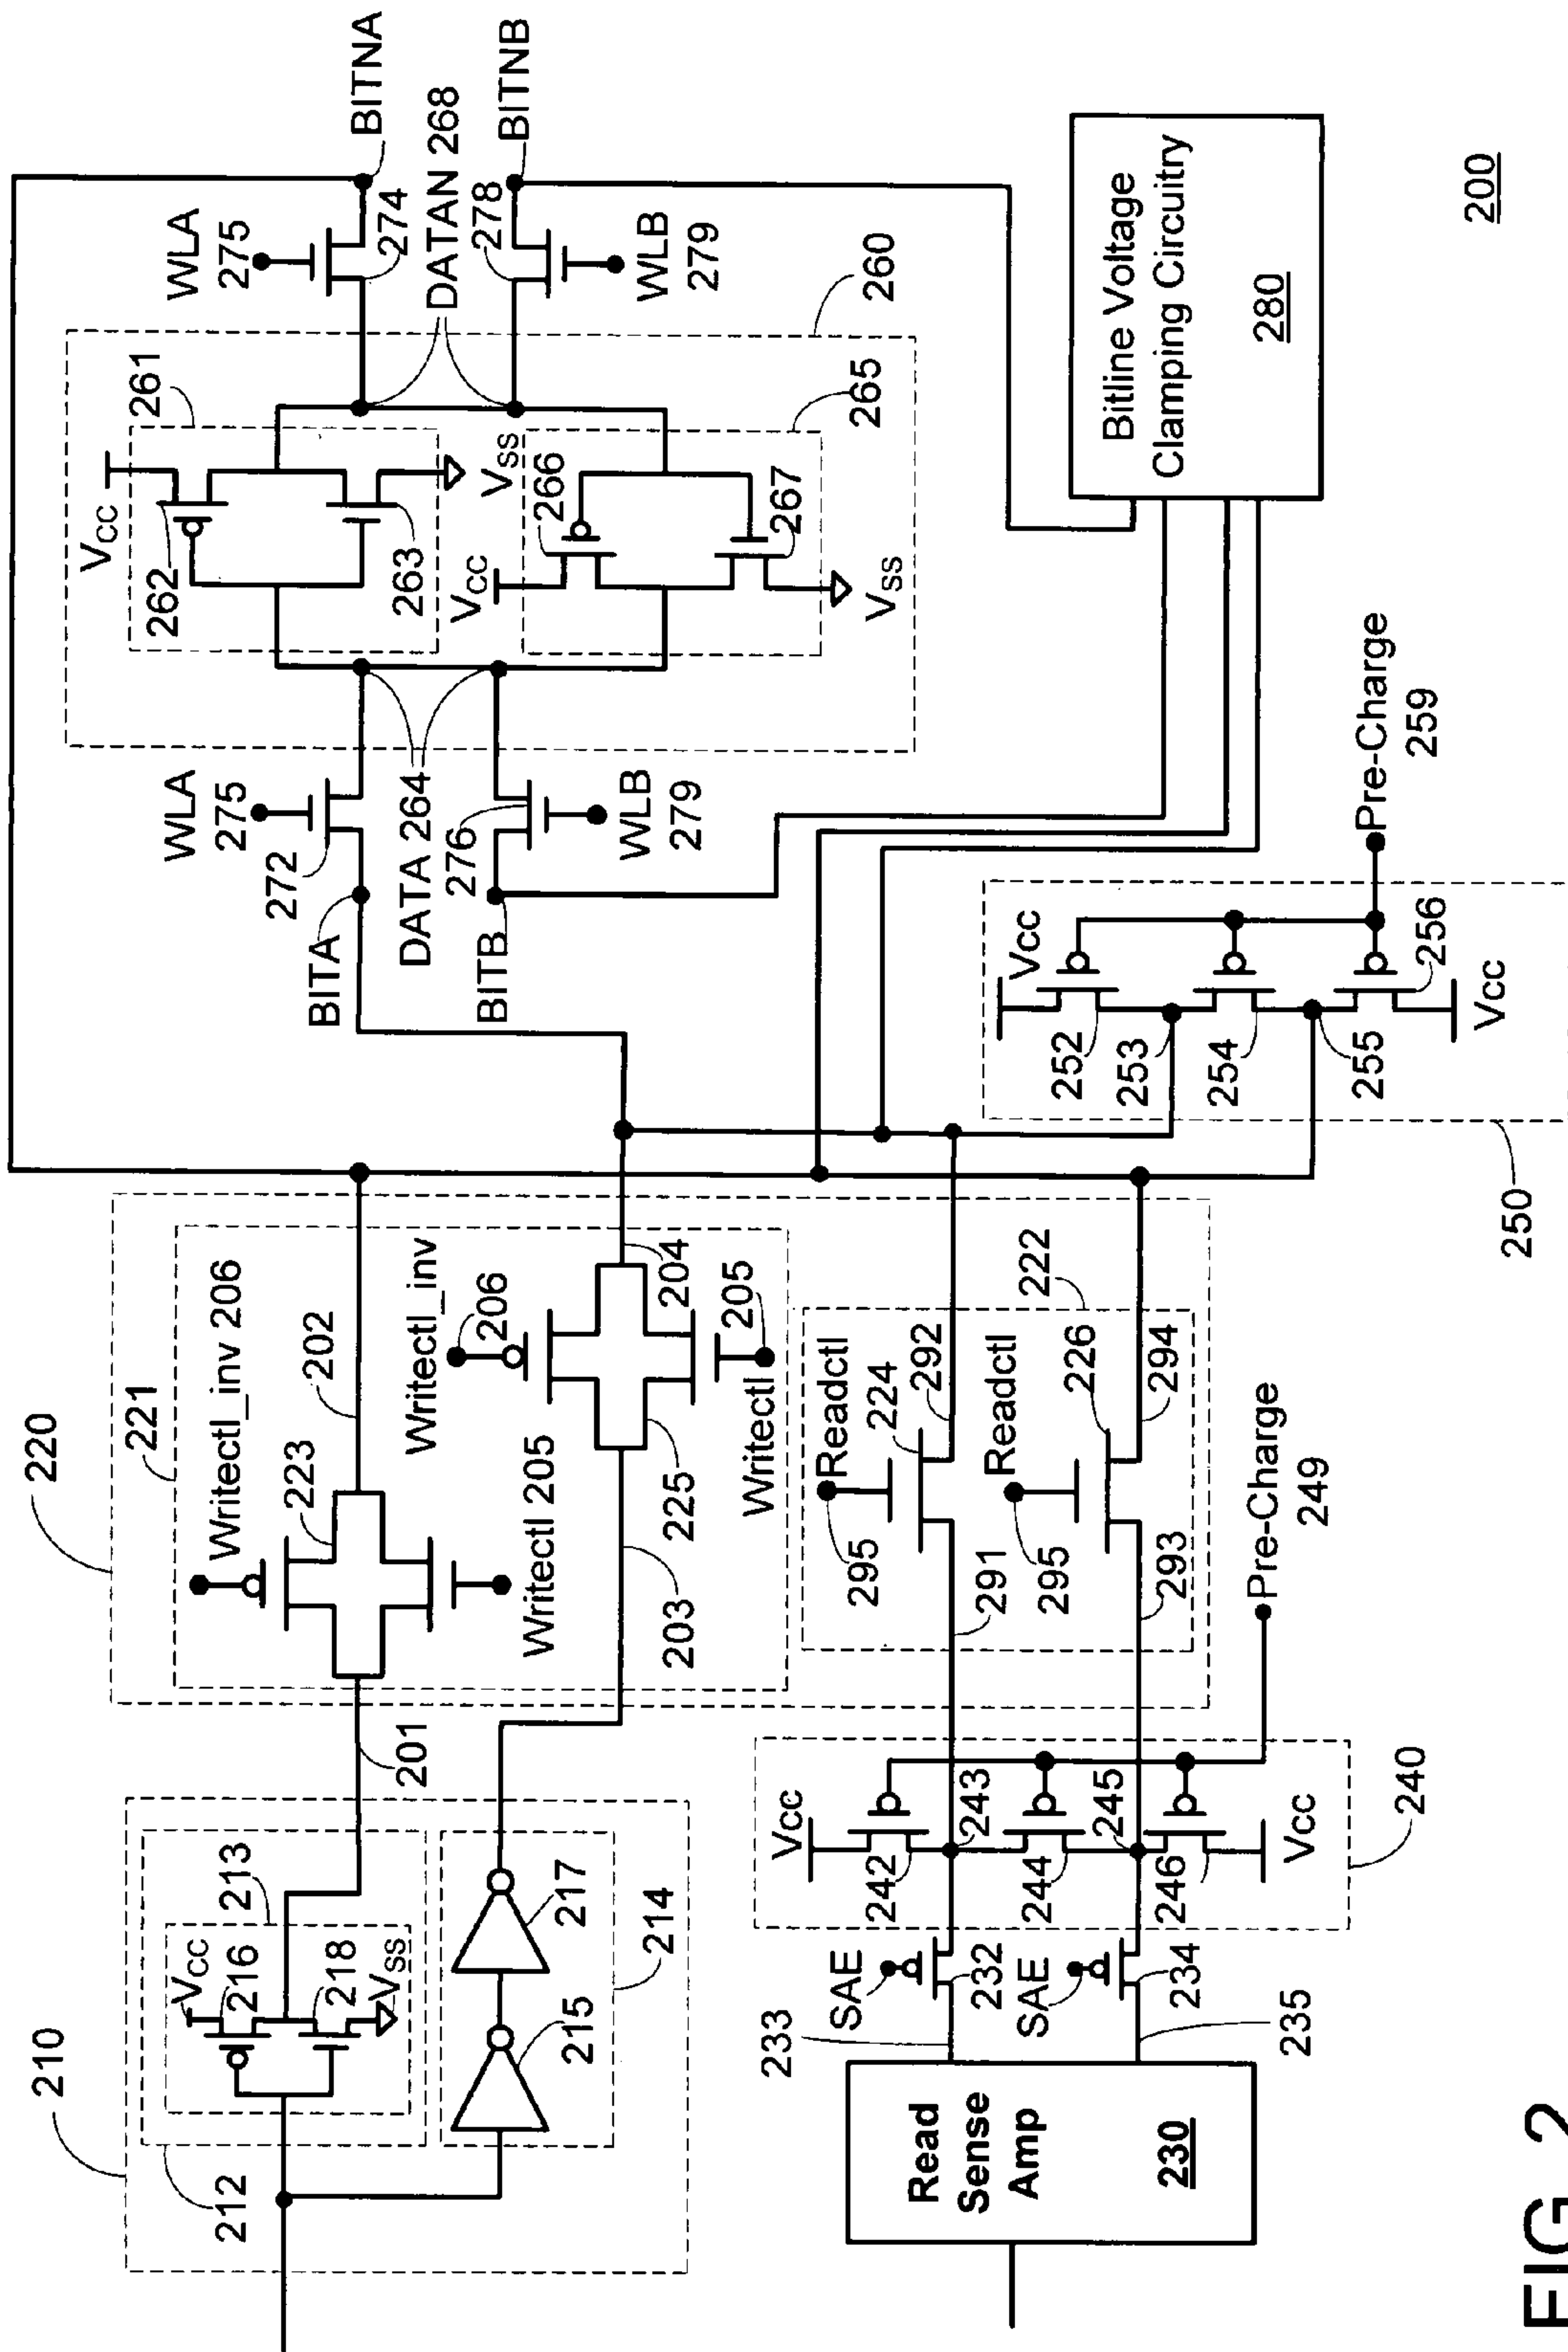 210
212
V_CC
216
213
218
V_SS
215
217
214
201
220
221
Writectl_inv 206
223
202
Writectl 205
Writectl_inv
206
204
225
203
Writectl
205
222
Readctl
224
295
292
291
Readctl
226
295
294
293
Read
Sense
Amp
230
233
SAE
232
SAE
234
235
Vcc
242
243
244
245
246
Vcc
240
Pre-Charge
249
WLA
275
272
BITA
DATA 264
BITB
276
WLB
279
V_CC
262
261
263
V_SS
V_CC
266
265
267
V_SS
260
WLA
275
274
BITNA
DATAN 268
278
BITNB
WLB
279
Vcc
252
253
254
255
256
Vcc
250
Pre-Charge
259
Bitline Voltage
Clamping Circuitry
280
200
FIG. 2